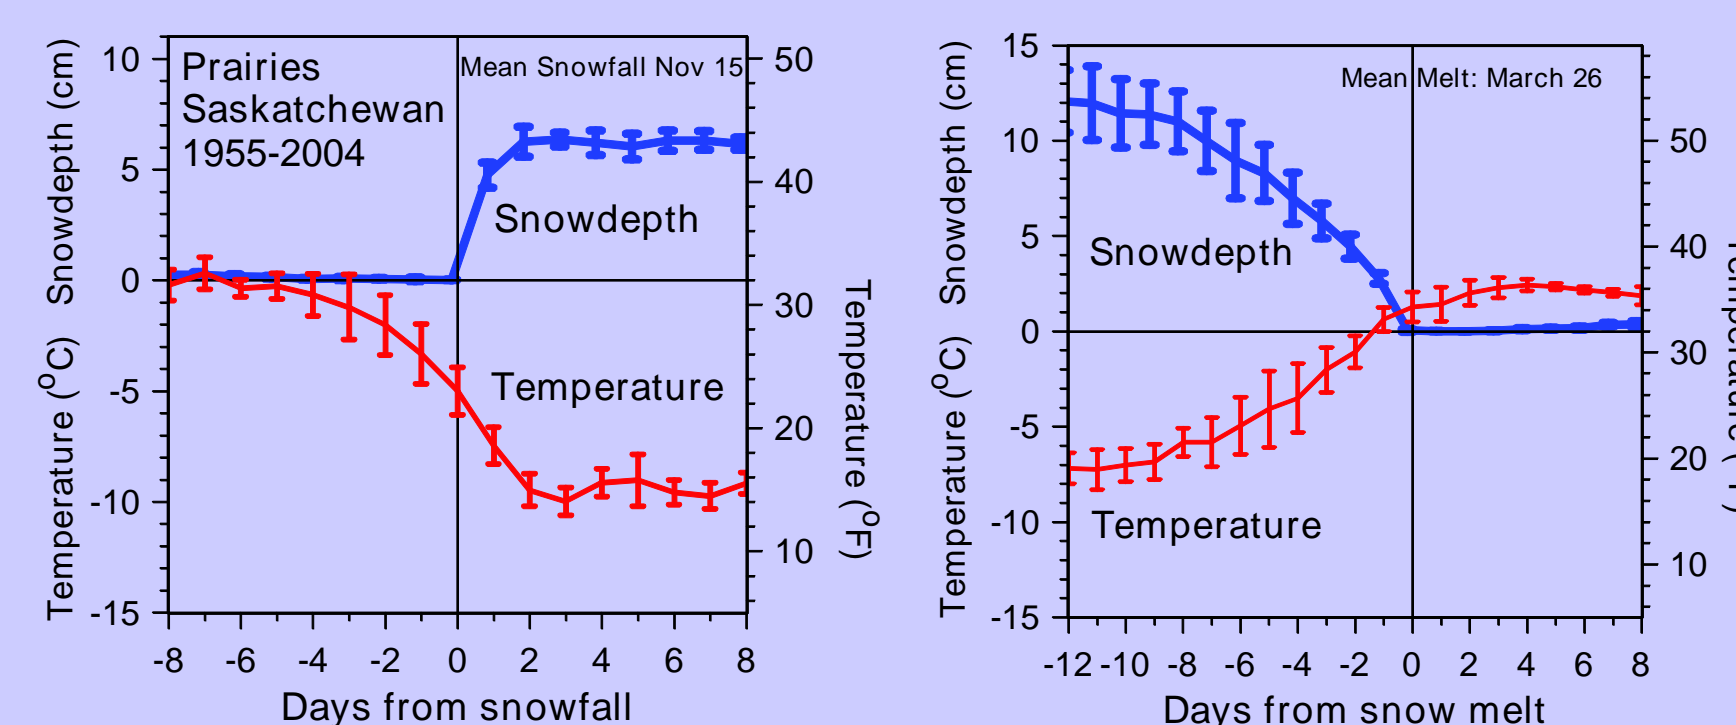 Snowdepth (cm)
Temperature (°C)
10
5
0
-5
-10
-15
Prairies
Saskatchewan
1955-2004
Mean Snowfall Nov 15
Snowdepth
Temperature
50
40
30
20
10
Temperature (°F)
-8 -6 -4 -2 0 2 4 6 8
Days from snowfall
Snowdepth (cm)
Temperature (°C)
15
10
5
0
-5
-10
-15
Mean Melt: March 26
Snowdepth
Temperature
50
40
30
20
10
-12 -10 -8 -6 -4 -2 0 2 4 6 8
Days from snow melt